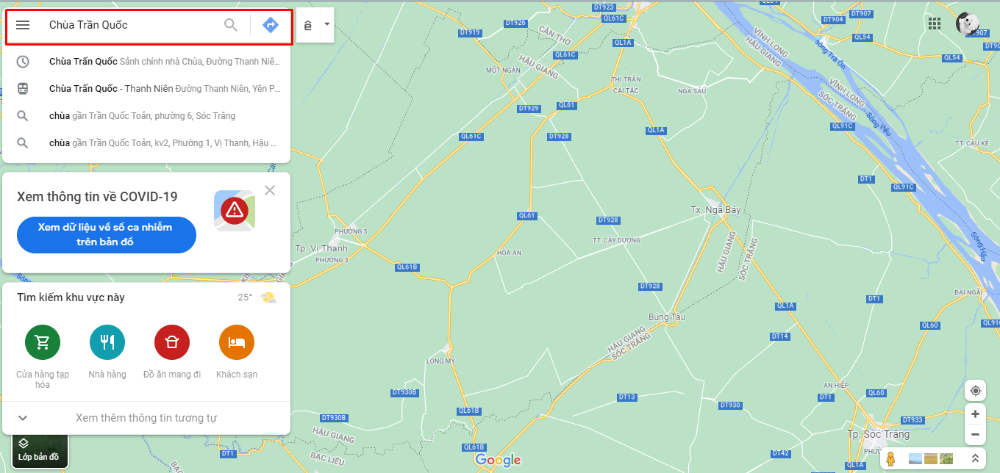 Chùa Trần Quốc
ê
Chùa Trấn Quốc Sảnh chính nhà Chùa, Đường Thanh Niê...
Chùa Trấn Quốc - Thanh Niên Đường Thanh Niên, Yên P...
chùa gần Trần Quốc Toản, phường 6, Sóc Trăng
chùa gần Trần Quốc Toản, kv2, Phường 1, Vị Thanh, Hậu ...
Xem thông tin về COVID-19
Xem dữ liệu về số ca nhiễm
trên bản đồ
Tìm kiếm khu vực này
25°
Cửa hàng tạp
hóa
Nhà hàng
Đồ ăn mang đi
Khách sạn
Xem thêm thông tin tương tự
Lớp bản đồ
DT923
QL61C
DT926
DT919
CẦN THƠ
HẬU GIANG
QL61C
QL1A
MỘT NGÀN
THỊ TRẤN
CÁI TẮC
NGÃ SÁU
DT904
DT907
QL54
907
DT90
QL54
VĨNH LONG
HẬU GIANG
sông Trà Ôn
VĨNH LONG
SÓC TRĂNG
Sông Hậu
QL91C
TT. CẦU KÈ
DT929
QL61
QL61C
DT928
QL1A
DT1
QL91C
Tx. Ngã Bảy
QL61
DT928
TT. CÂY DƯƠNG
HẬU GIANG
SÓC TRĂNG
Sông Hậu
PHƯỜNG 5
Tp. Vị Thanh
PHƯỜNG 3
HÒA AN
QL61B
DT928
ĐẠI NGÃI
DT1
QL1A
Búng Tàu
QL60
QL91C
HẬU GIANG
SÓC TRĂNG
DT14
LONG MỸ
AN HIỆP
DT930B
DT13
DT1
QL60
DT930
QL61B
DT930B
DT933
HẬU GIANG
BẠC LIÊU
Tp. Sóc Trăng
QL61B
DT1
DT42
QL1A
Google